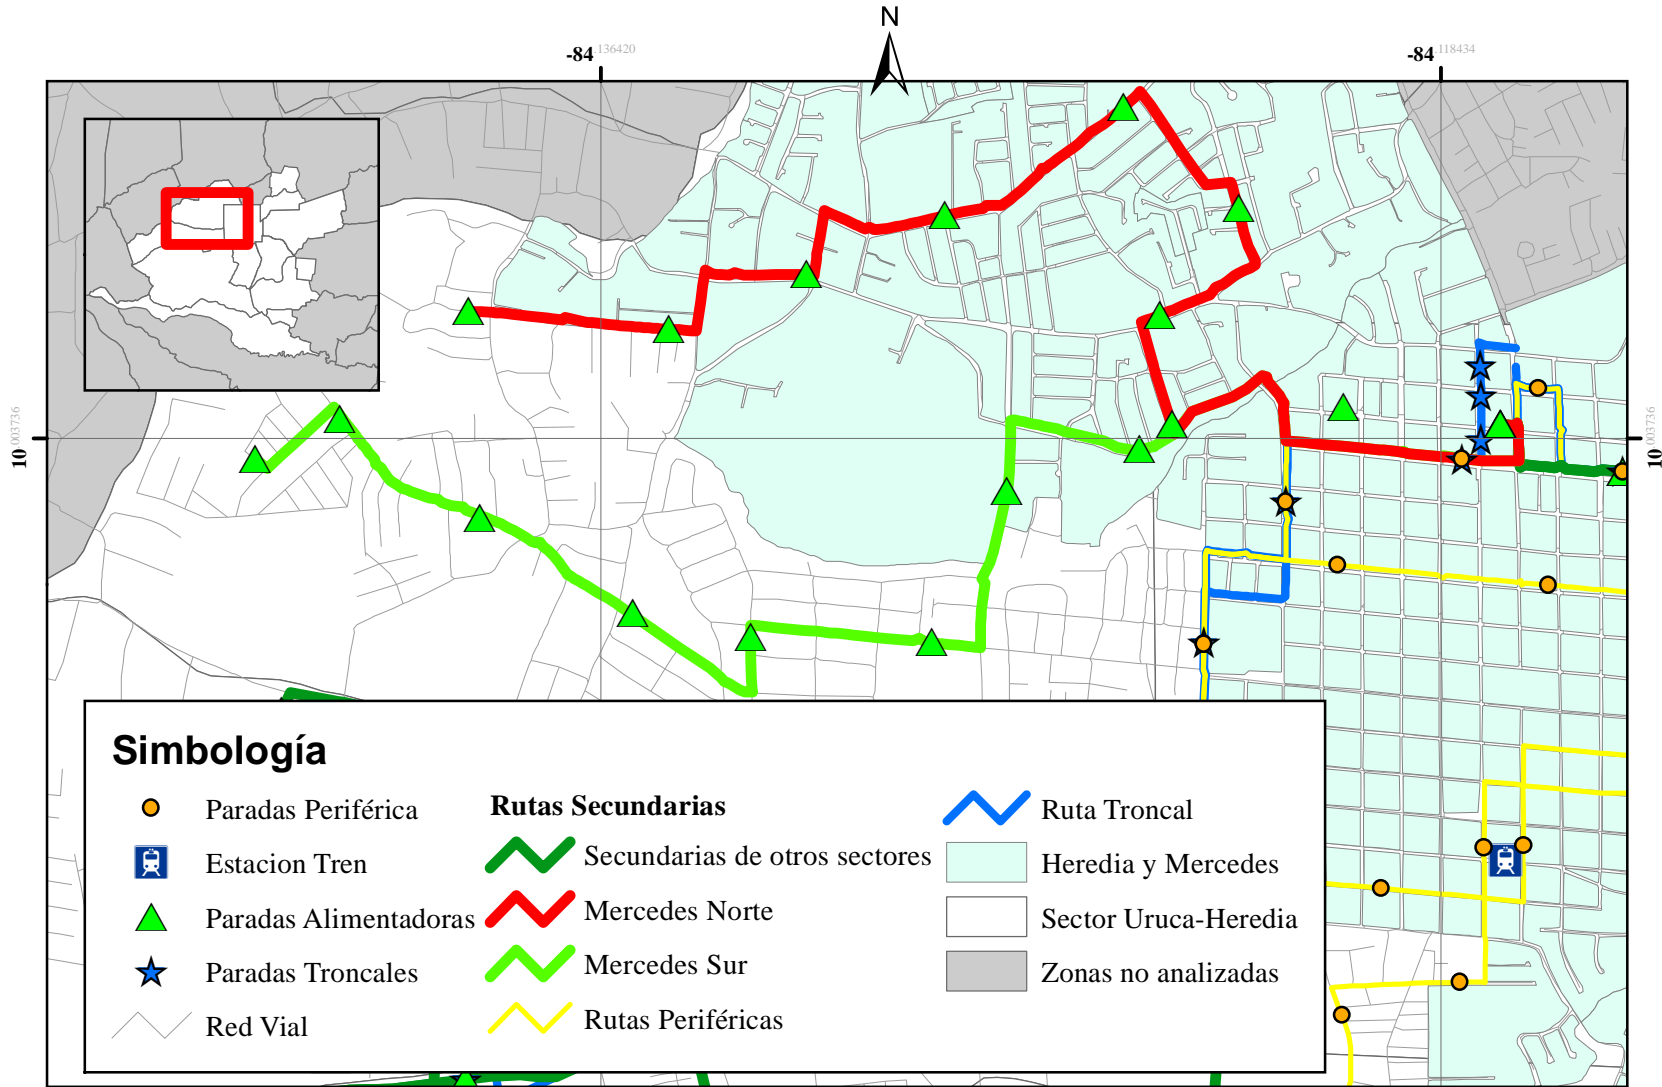 N
-84.136420
-84.118434
10.003736
10.003736
Simbología
Paradas Periférica
Estacion Tren
Paradas Alimentadoras
Paradas Troncales
Red Vial
Rutas Secundarias
Secundarias de otros sectores
Mercedes Norte
Mercedes Sur
Rutas Periféricas
Ruta Troncal
Heredia y Mercedes
Sector Uruca-Heredia
Zonas no analizadas